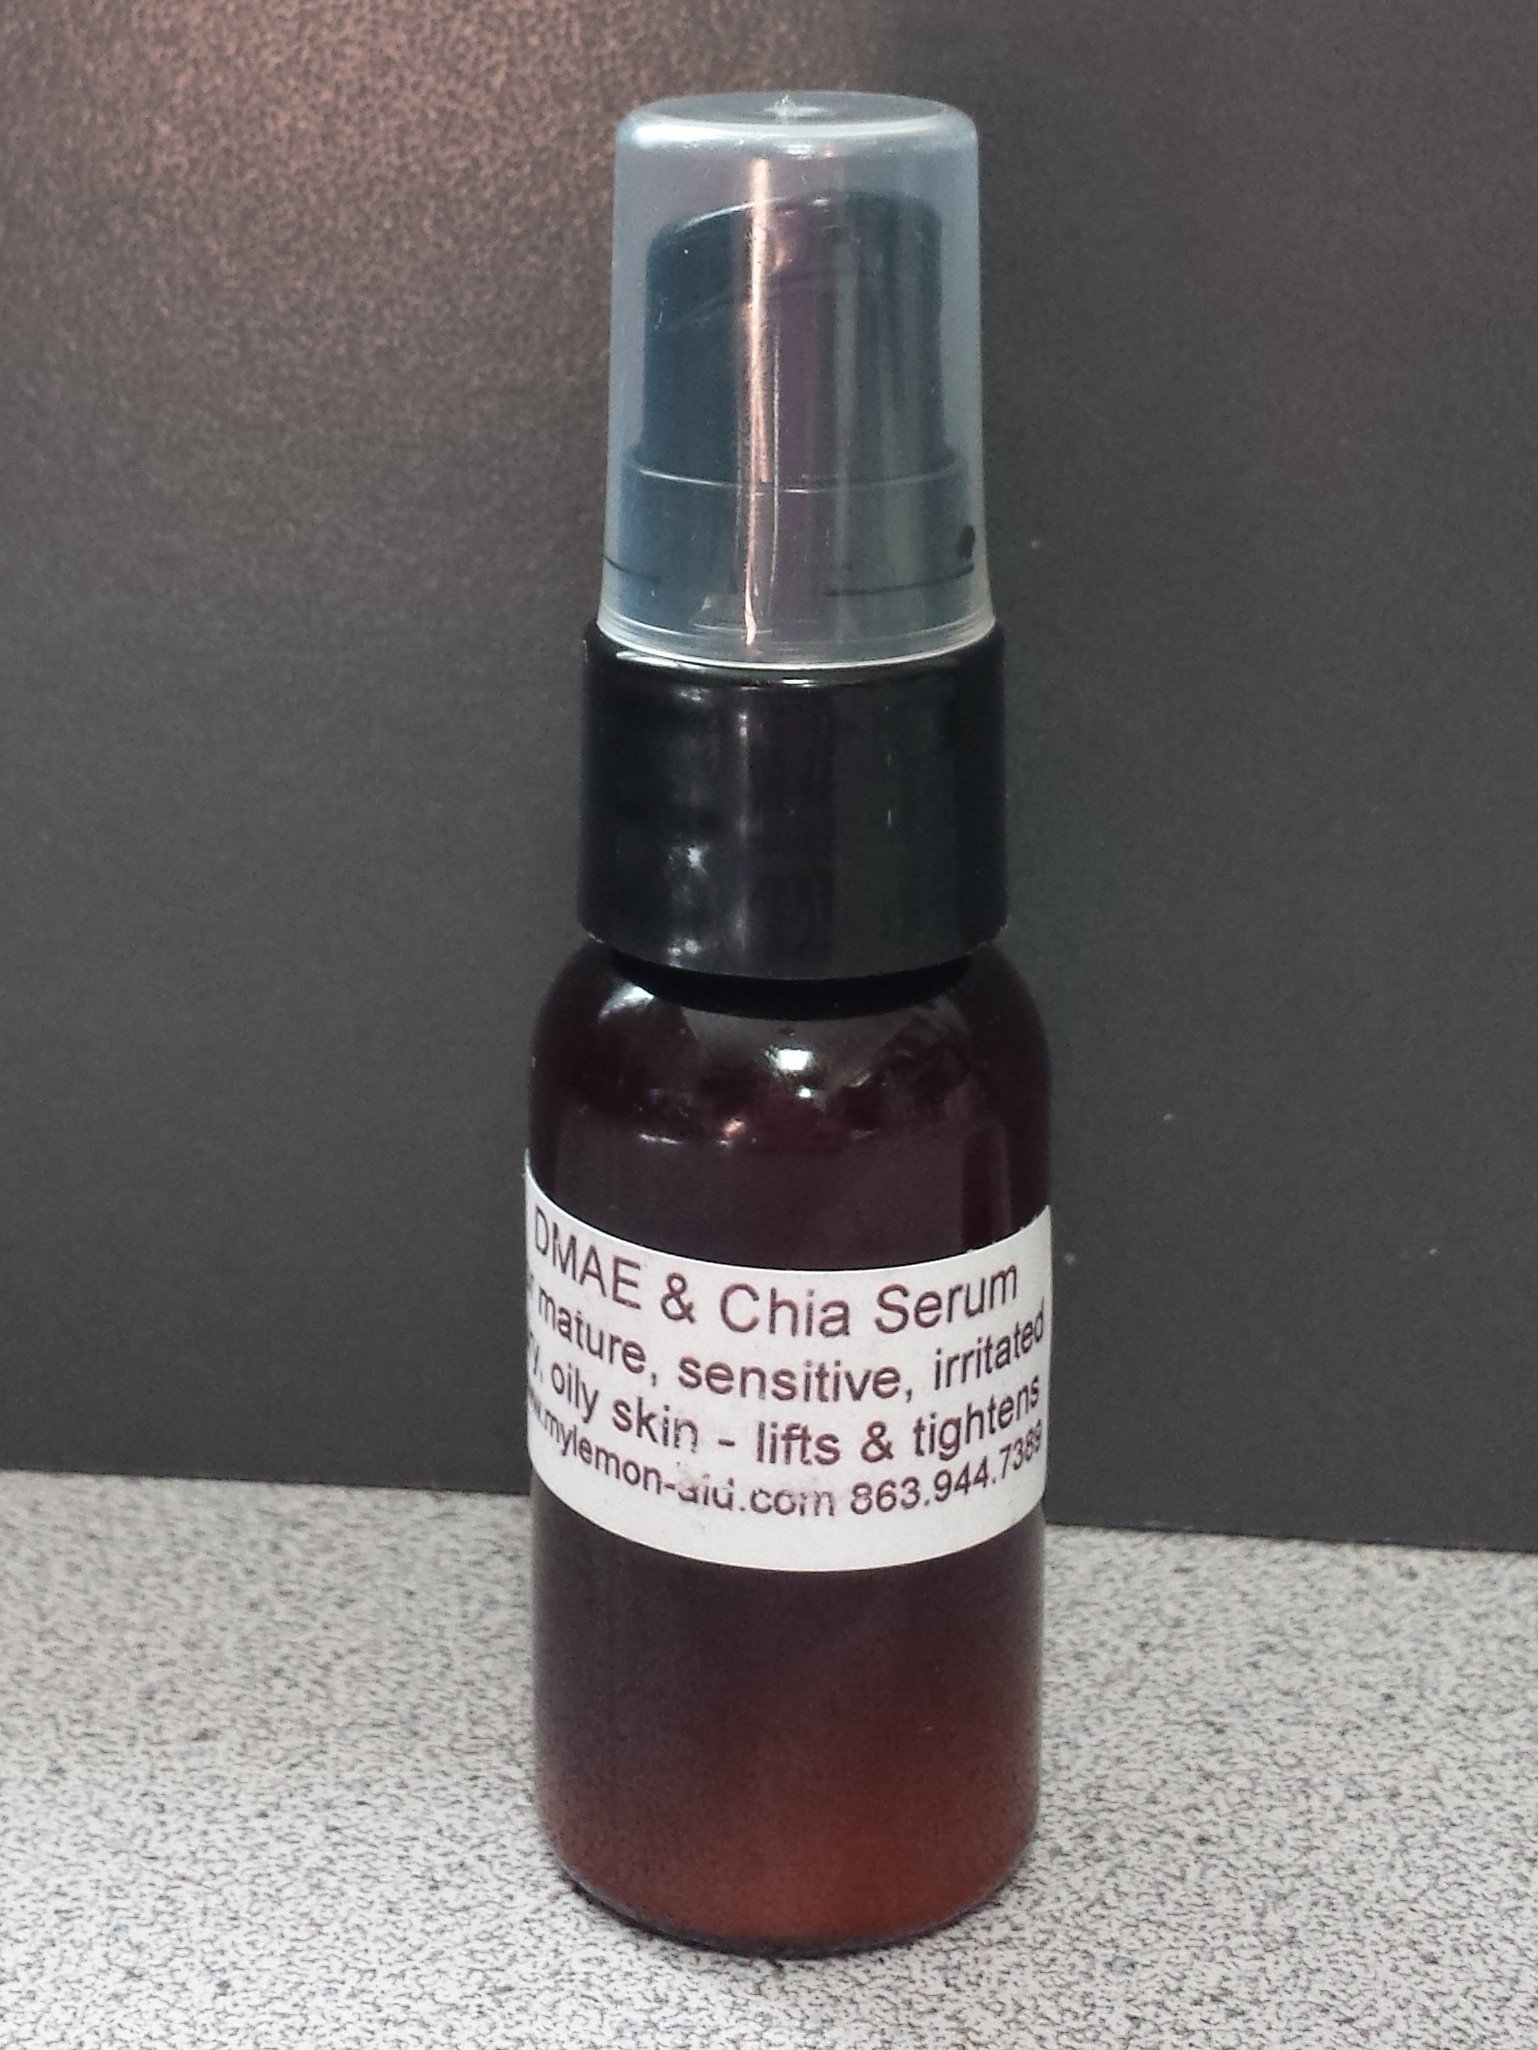 DMAE & Chia Serum
mature, sensitive, irritated
oily skin - lifts & tightens
.mylemon-aid.com 863.944.7389